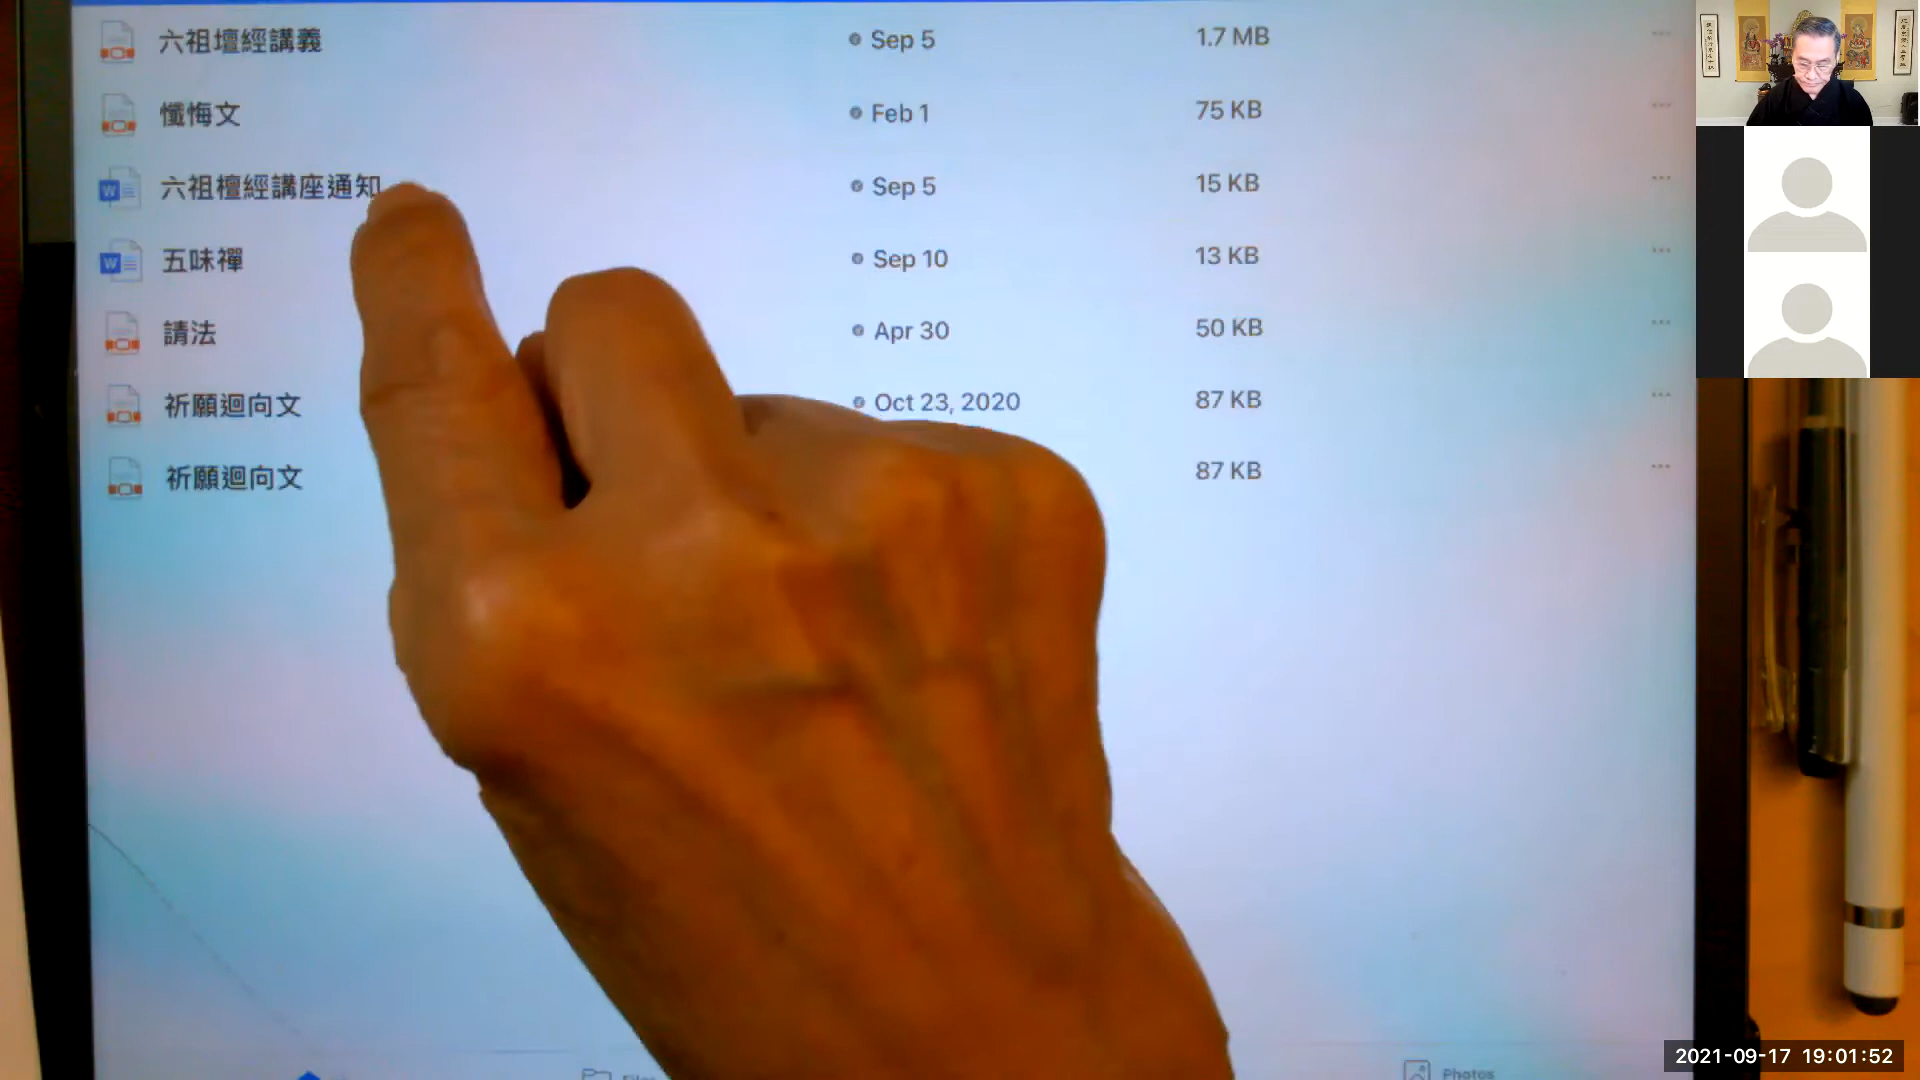 六祖壇經講義 Sep 5 1.7 MB
懺悔文 Feb 1 75 KB
六祖檀經講座通知 Sep 5 15 KB
五味禪 Sep 10 13 KB
請法 Apr 30 50 KB
祈願迴向文 Oct 23, 2020 87 KB
祈願迴向文 87 KB
Photos
2021-09-17 19:01:52